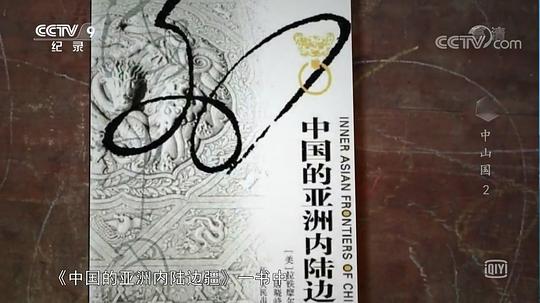 CCTV 9
纪录
CCTV.com
中国的亚洲内陆边
INNER ASIAN FRONTIERS OF CHI
中山国 2
《中国的亚洲内陆边疆》一书中
iQIYI